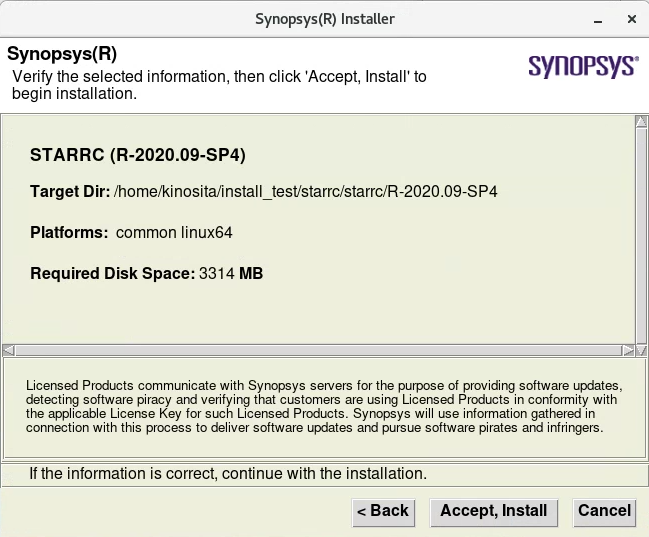 Synopsys(R) Installer
Synopsys(R)
Verify the selected information, then click 'Accept, Install' to
begin installation.
SYNOPSYS®
STARRC (R-2020.09-SP4)
Target Dir: /home/kinosita/install_test/starrc/starrc/R-2020.09-SP4
Platforms: common linux64
Required Disk Space: 3314 MB
Licensed Products communicate with Synopsys servers for the purpose of providing software updates,
detecting software piracy and verifying that customers are using Licensed Products in conformity with
the applicable License Key for such Licensed Products. Synopsys will use information gathered in
connection with this process to deliver software updates and pursue software pirates and infringers.
If the information is correct, continue with the installation.
< Back
Accept, Install
Cancel